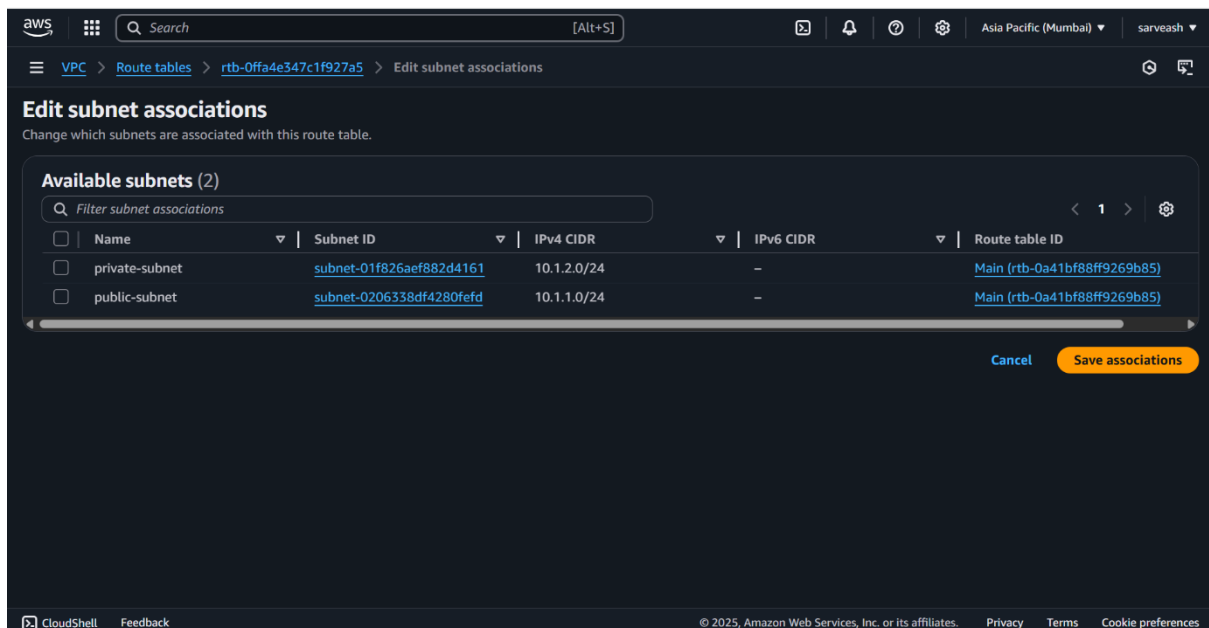 aws Search [Alt+S] Asia Pacific (Mumbai) ▼ sarveash ▼
VPC > Route tables > rtb-0ffa4e347c1f927a5 > Edit subnet associations
Edit subnet associations
Change which subnets are associated with this route table.
Available subnets (2)
Filter subnet associations < 1 >
Name Subnet ID IPv4 CIDR IPv6 CIDR Route table ID
private-subnet subnet-01f826aef882d4161 10.1.2.0/24 – Main (rtb-0a41bf88ff9269b85)
public-subnet subnet-0206338df4280fefd 10.1.1.0/24 – Main (rtb-0a41bf88ff9269b85)
Cancel Save associations
CloudShell Feedback © 2025, Amazon Web Services, Inc. or its affiliates. Privacy Terms Cookie preferences